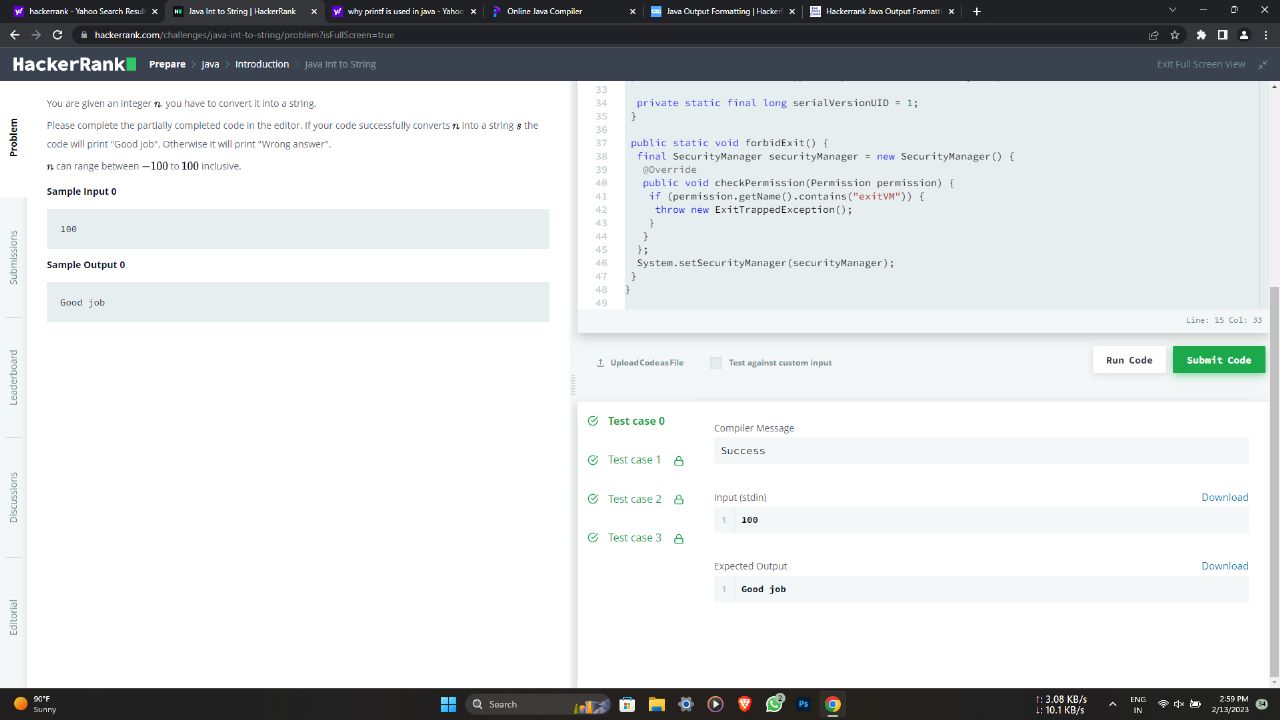 hackerrank - Yahoo Search Resul
Java Int to String | HackerRank
why printf is used in java - Yaho
Online Java Compiler
Java Output Formatting | Hacke
Hackerrank Java Output Formatt
hackerrank.com/challenges/java-int-to-string/problem?isFullScreen=true
HackerRank
Prepare > Java > Introduction > Java Int to String
Exit Full Screen View
Problem
Submissions
Leaderboard
Discussions
Editorial
You are given an integer n, you have to convert it into a string.
Please complete the partially completed code in the editor. If your code successfully converts n into a string s the
code will print "Good job". Otherwise it will print "Wrong answer".
n can range between −100 to 100 inclusive.
Sample Input 0
100
Sample Output 0
Good job
33
34 private static final long serialVersionUID = 1;
35 }
36
37 public static void forbidExit() {
38 final SecurityManager securityManager = new SecurityManager() {
39 @Override
40 public void checkPermission(Permission permission) {
41 if (permission.getName().contains("exitVM")) {
42 throw new ExitTrappedException();
43 }
44 }
45 };
46 System.setSecurityManager(securityManager);
47 }
48 }
49
Line: 15 Col: 33
Upload Code as File
Test against custom input
Run Code
Submit Code
Test case 0
Test case 1
Test case 2
Test case 3
Compiler Message
Success
Input (stdin)
Download
1 100
Expected Output
Download
1 Good job
90°F
Sunny
Search
2
Ps
↑: 3.08 KB/s
↓: 10.1 KB/s
ENG
IN
2:59 PM
2/13/2023